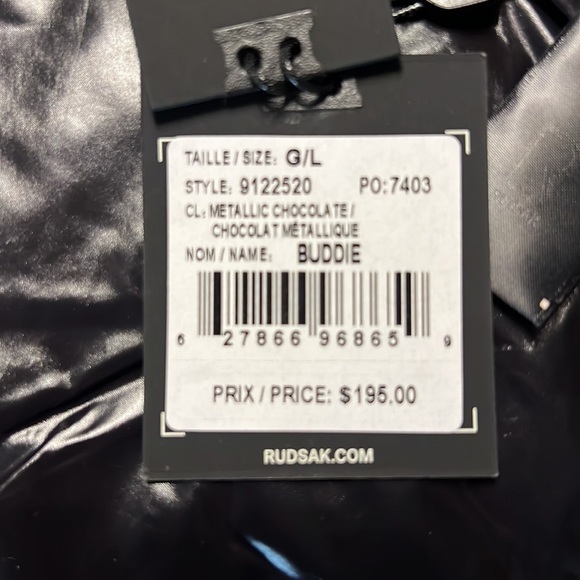 TAILLE / SIZE: G/L
STYLE: 9122520 PO:7403
CL: METALLIC CHOCOLATE /
CHOCOLAT MÉTALLIQUE
NOM / NAME: BUDDIE
6 27866 96865 9
PRIX / PRICE: $195.00
RUDSAK.COM